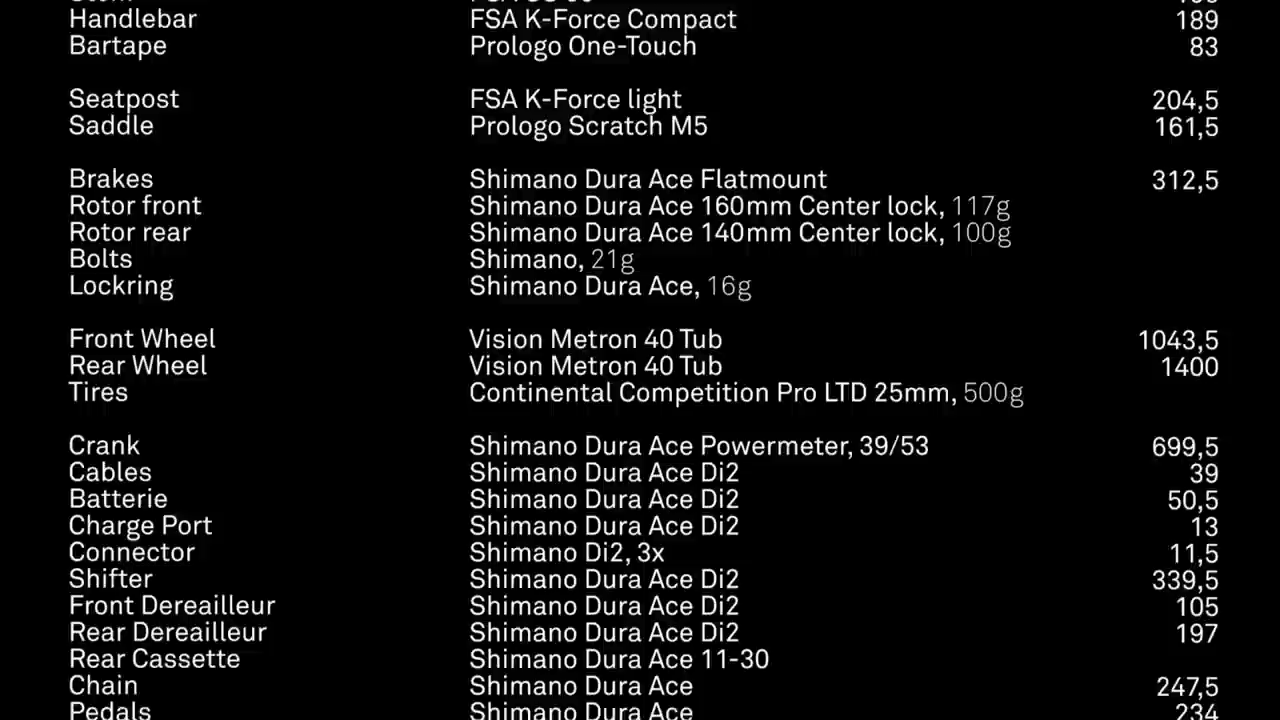 Handlebar FSA K-Force Compact 189
Bartape Prologo One-Touch 83
Seatpost FSA K-Force light 204,5
Saddle Prologo Scratch M5 161,5
Brakes Shimano Dura Ace Flatmount 312,5
Rotor front Shimano Dura Ace 160mm Center lock, 117g
Rotor rear Shimano Dura Ace 140mm Center lock, 100g
Bolts Shimano, 21g
Lockring Shimano Dura Ace, 16g
Front Wheel Vision Metron 40 Tub 1043,5
Rear Wheel Vision Metron 40 Tub 1400
Tires Continental Competition Pro LTD 25mm, 500g
Crank Shimano Dura Ace Powermeter, 39/53 699,5
Cables Shimano Dura Ace Di2 39
Batterie Shimano Dura Ace Di2 50,5
Charge Port Shimano Dura Ace Di2 13
Connector Shimano Di2, 3x 11,5
Shifter Shimano Dura Ace Di2 339,5
Front Dereailleur Shimano Dura Ace Di2 105
Rear Dereailleur Shimano Dura Ace Di2 197
Rear Cassette Shimano Dura Ace 11-30
Chain Shimano Dura Ace 247,5
Pedals Shimano Dura Ace 234